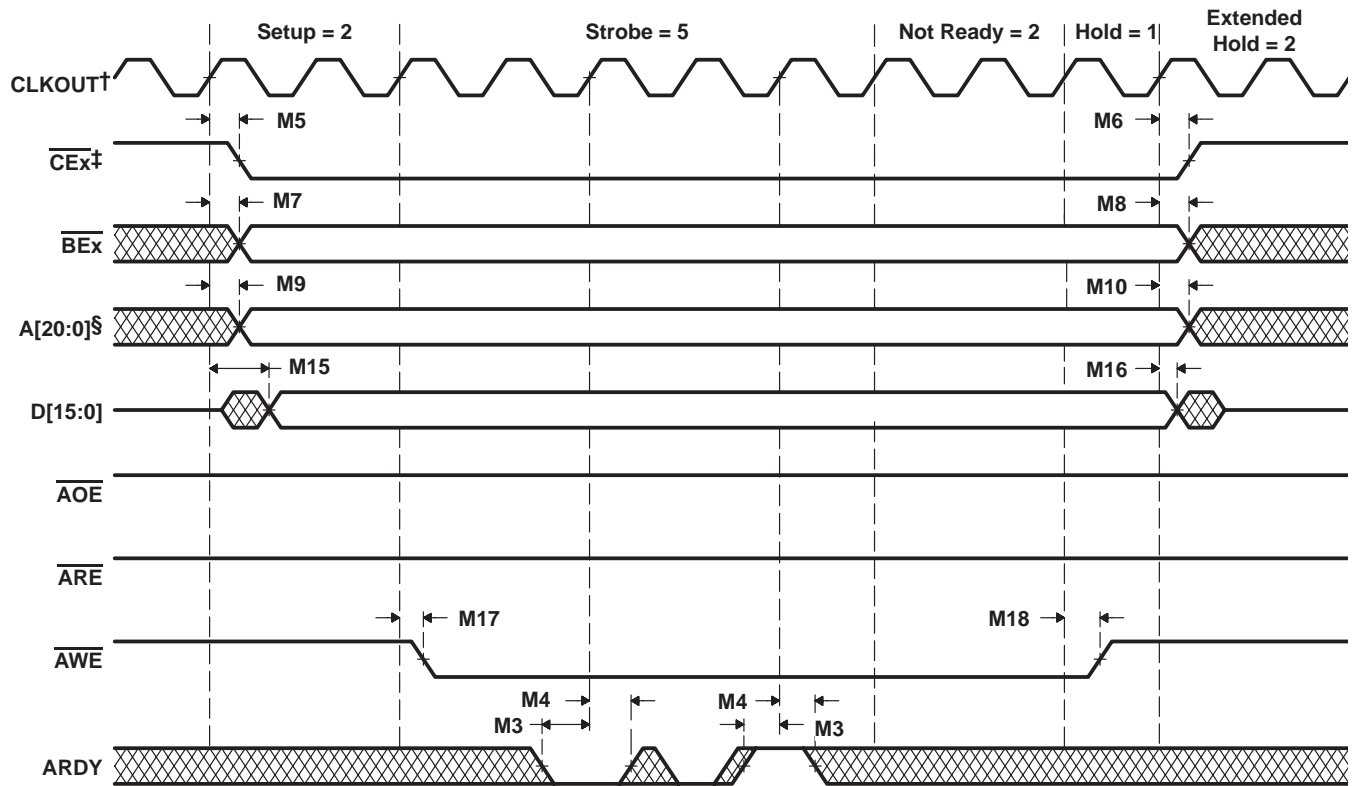 Setup = 2
Strobe = 5
Not Ready = 2
Hold = 1
Extended
Hold = 2
CLKOUT†
M5
M6
CEx‡
M7
M8
BEx
M9
M10
A[20:0]§
M15
M16
D[15:0]
AOE
ARE
M17
M18
AWE
M4
M4
M3
M3
ARDY